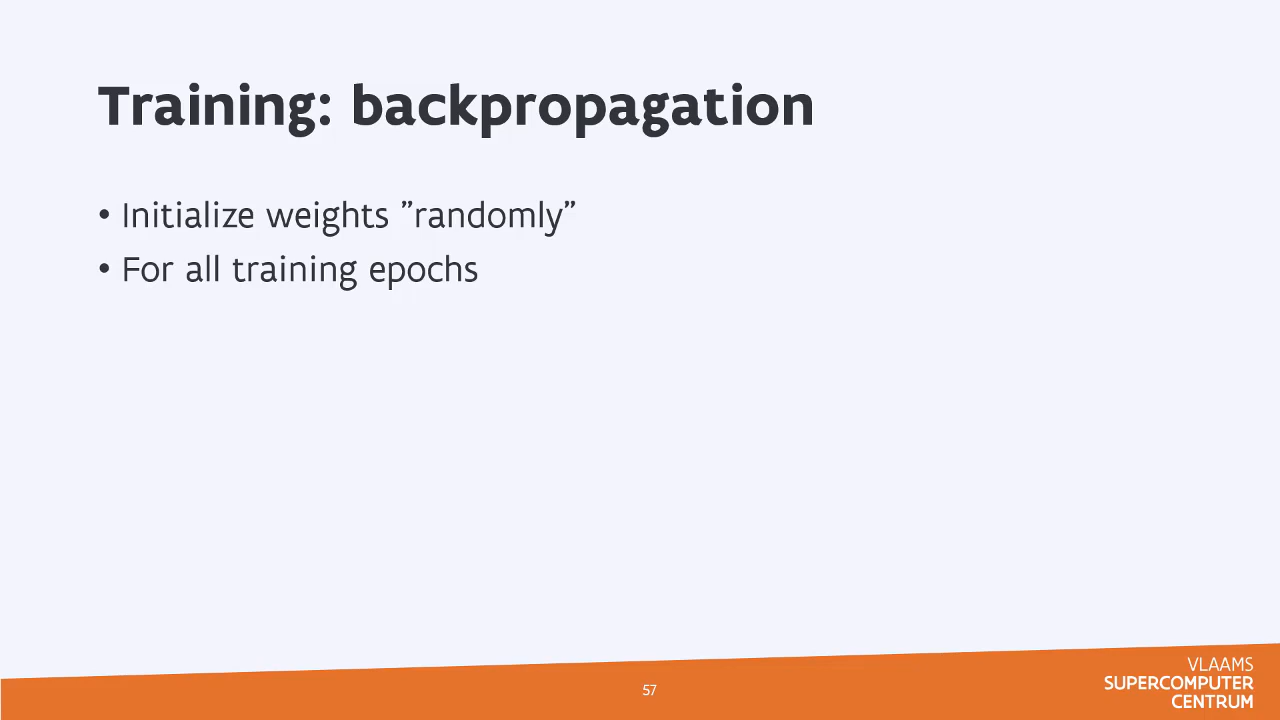 Training: backpropagation
• Initialize weights ”randomly”
• For all training epochs
57
VLAAMS
SUPERCOMPUTER
CENTRUM